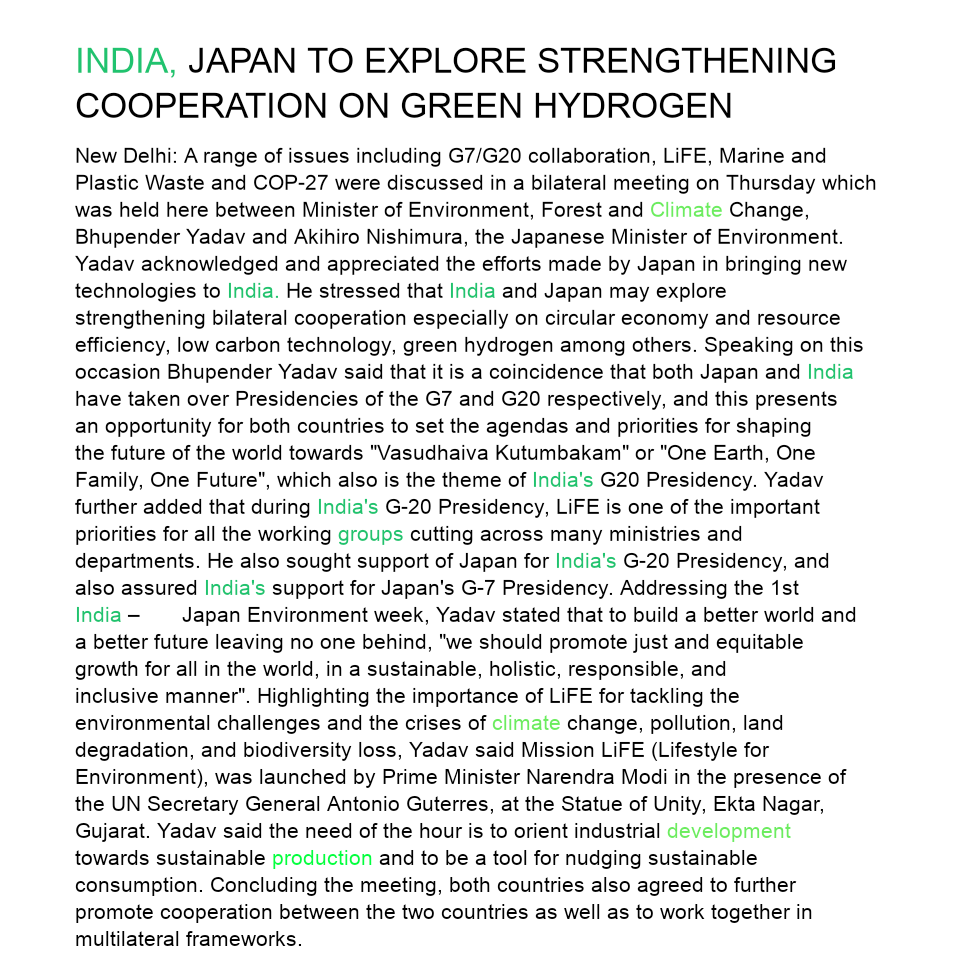 INDIA, JAPAN TO EXPLORE STRENGTHENING
COOPERATION ON GREEN HYDROGEN
New Delhi: A range of issues including G7/G20 collaboration, LiFE, Marine and
Plastic Waste and COP-27 were discussed in a bilateral meeting on Thursday which
was held here between Minister of Environment, Forest and Climate Change,
Bhupender Yadav and Akihiro Nishimura, the Japanese Minister of Environment.
Yadav acknowledged and appreciated the efforts made by Japan in bringing new
technologies to India. He stressed that India and Japan may explore
strengthening bilateral cooperation especially on circular economy and resource
efficiency, low carbon technology, green hydrogen among others. Speaking on this
occasion Bhupender Yadav said that it is a coincidence that both Japan and India
have taken over Presidencies of the G7 and G20 respectively, and this presents
an opportunity for both countries to set the agendas and priorities for shaping
the future of the world towards "Vasudhaiva Kutumbakam" or "One Earth, One
Family, One Future", which also is the theme of India's G20 Presidency. Yadav
further added that during India's G-20 Presidency, LiFE is one of the important
priorities for all the working groups cutting across many ministries and
departments. He also sought support of Japan for India's G-20 Presidency, and
also assured India's support for Japan's G-7 Presidency. Addressing the 1st
India – Japan Environment week, Yadav stated that to build a better world and
a better future leaving no one behind, "we should promote just and equitable
growth for all in the world, in a sustainable, holistic, responsible, and
inclusive manner". Highlighting the importance of LiFE for tackling the
environmental challenges and the crises of climate change, pollution, land
degradation, and biodiversity loss, Yadav said Mission LiFE (Lifestyle for
Environment), was launched by Prime Minister Narendra Modi in the presence of
the UN Secretary General Antonio Guterres, at the Statue of Unity, Ekta Nagar,
Gujarat. Yadav said the need of the hour is to orient industrial development
towards sustainable production and to be a tool for nudging sustainable
consumption. Concluding the meeting, both countries also agreed to further
promote cooperation between the two countries as well as to work together in
multilateral frameworks.